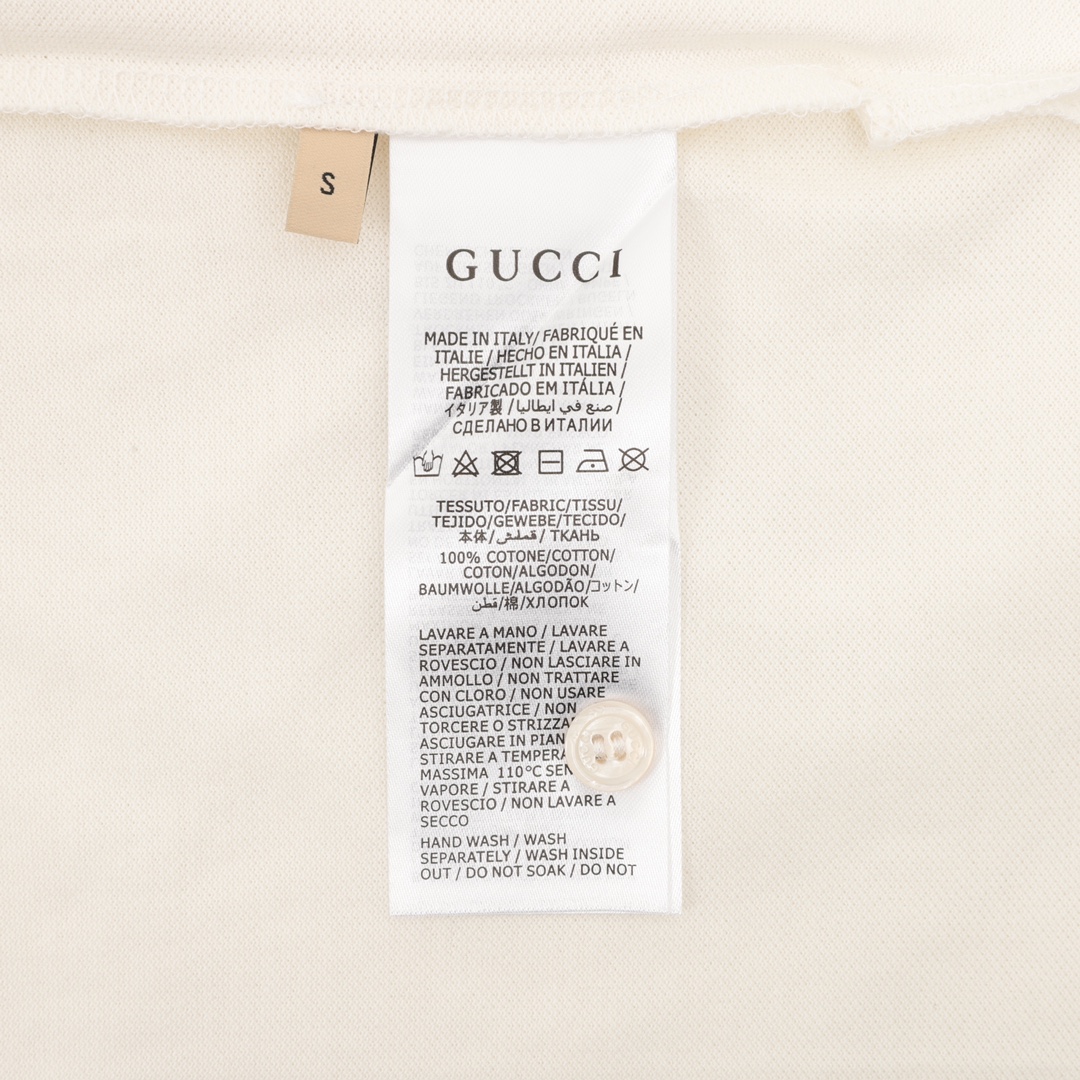 S
GUCCI
MADE IN ITALY/ FABRIQUÉ EN
ITALIE / HECHO EN ITALIA /
HERGESTELLT IN ITALIEN /
FABRICADO EM ITÁLIA /
イタリア製 / صنع في ايطاليا /
СДЕЛАНО В ИТАЛИИ
TESSUTO/FABRIC/TISSU/
TEJIDO/GEWEBE/TECIDO/
本体/قملش/ ТКАНЬ
100% COTONE/COTTON/
COTON/ALGODON/
BAUMWOLLE/ALGODÃO/コットン/
قطن/棉/ХЛОПОК
LAVARE A MANO / LAVARE
SEPARATAMENTE / LAVARE A
ROVESCIO / NON LASCIARE IN
AMMOLLO / NON TRATTARE
CON CLORO / NON USARE
ASCIUGATRICE / NON
TORCERE O STRIZZA
ASCIUGARE IN PIAN
STIRARE A TEMPERA
MASSIMA 110°C SEN
VAPORE / STIRARE A
ROVESCIO / NON LAVARE A
SECCO
HAND WASH / WASH
SEPARATELY / WASH INSIDE
OUT / DO NOT SOAK / DO NOT